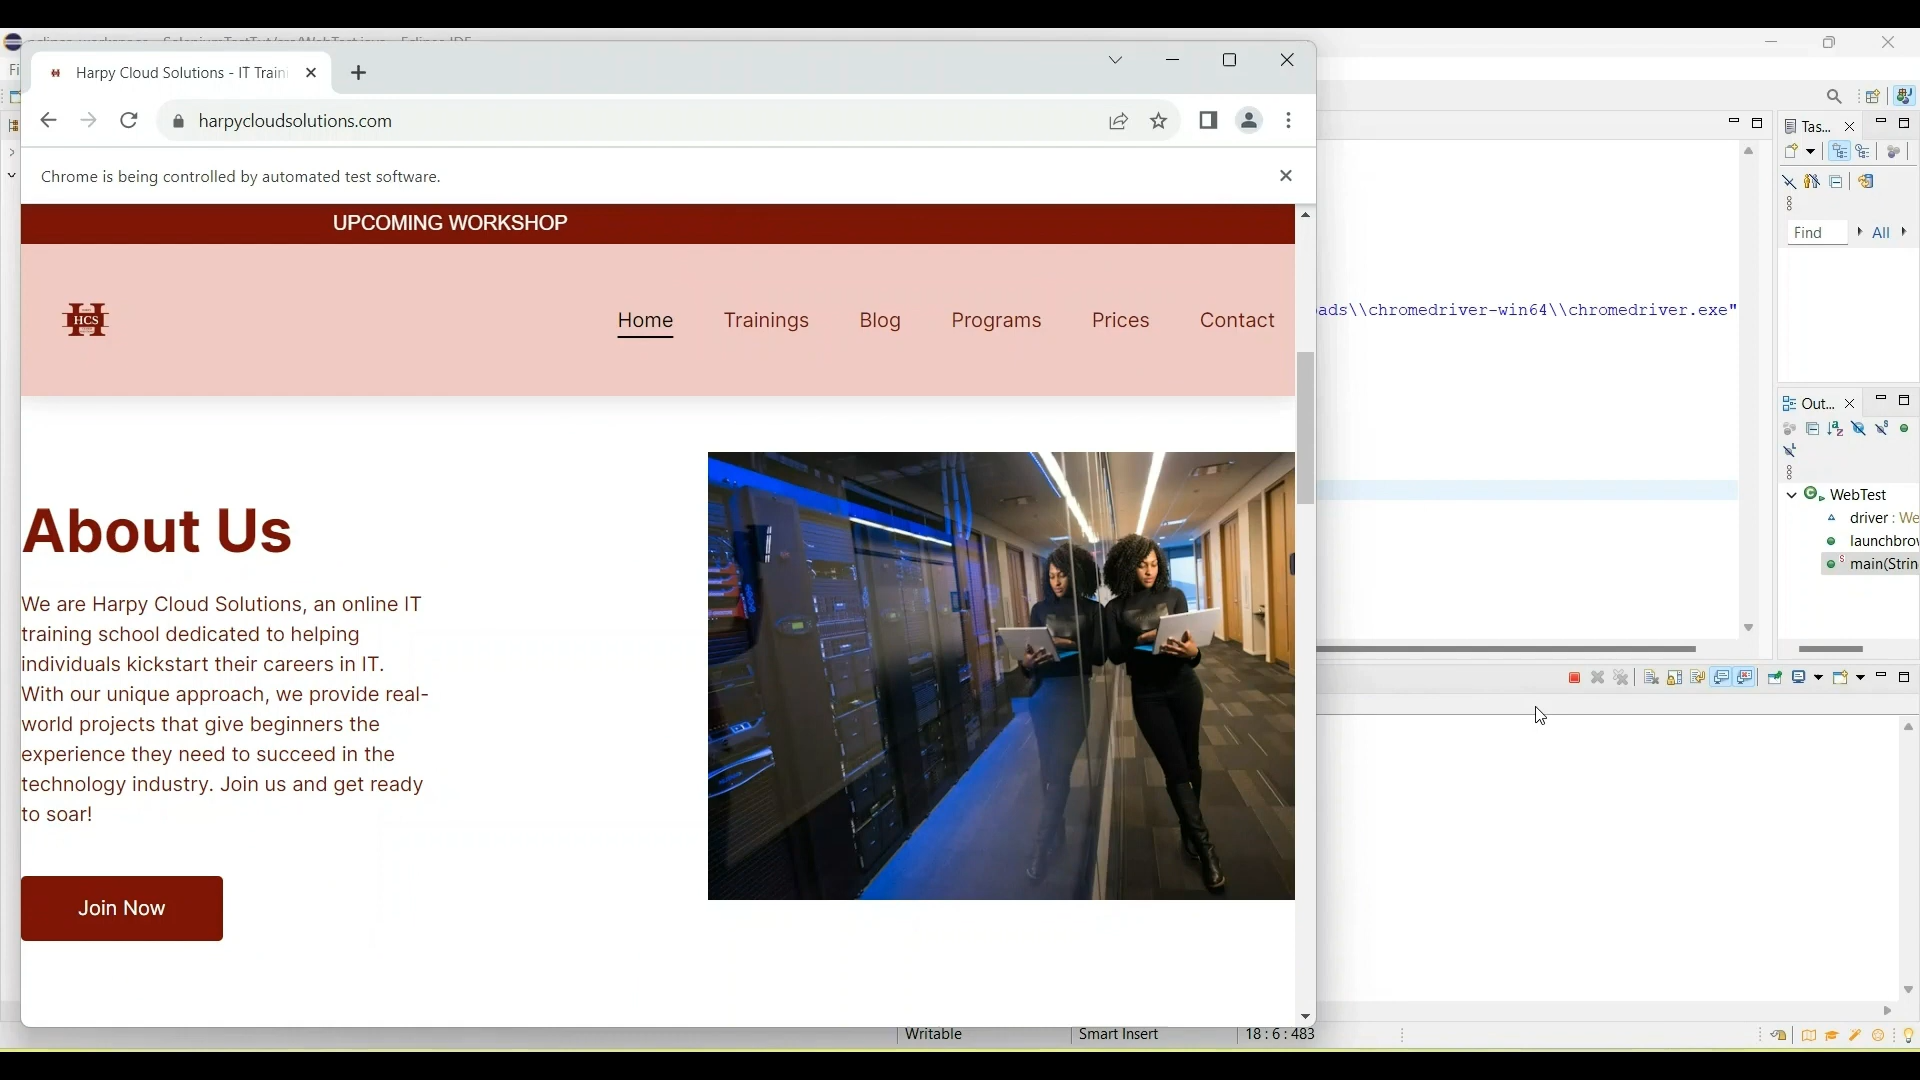 Harpy Cloud Solutions - IT Traini
harpycloudsolutions.com
Chrome is being controlled by automated test software.
UPCOMING WORKSHOP
HCS
Home
Trainings
Blog
Programs
Prices
Contact
About Us
We are Harpy Cloud Solutions, an online IT
training school dedicated to helping
individuals kickstart their careers in IT.
With our unique approach, we provide real-
world projects that give beginners the
experience they need to succeed in the
technology industry. Join us and get ready
to soar!
Join Now
ads\\chromedriver-win64\\chromedriver.exe"
Tas...
Find
All
Out...
WebTest
driver : We
launchbrow
main(Strin
Writable
Smart Insert
18 : 6 : 483